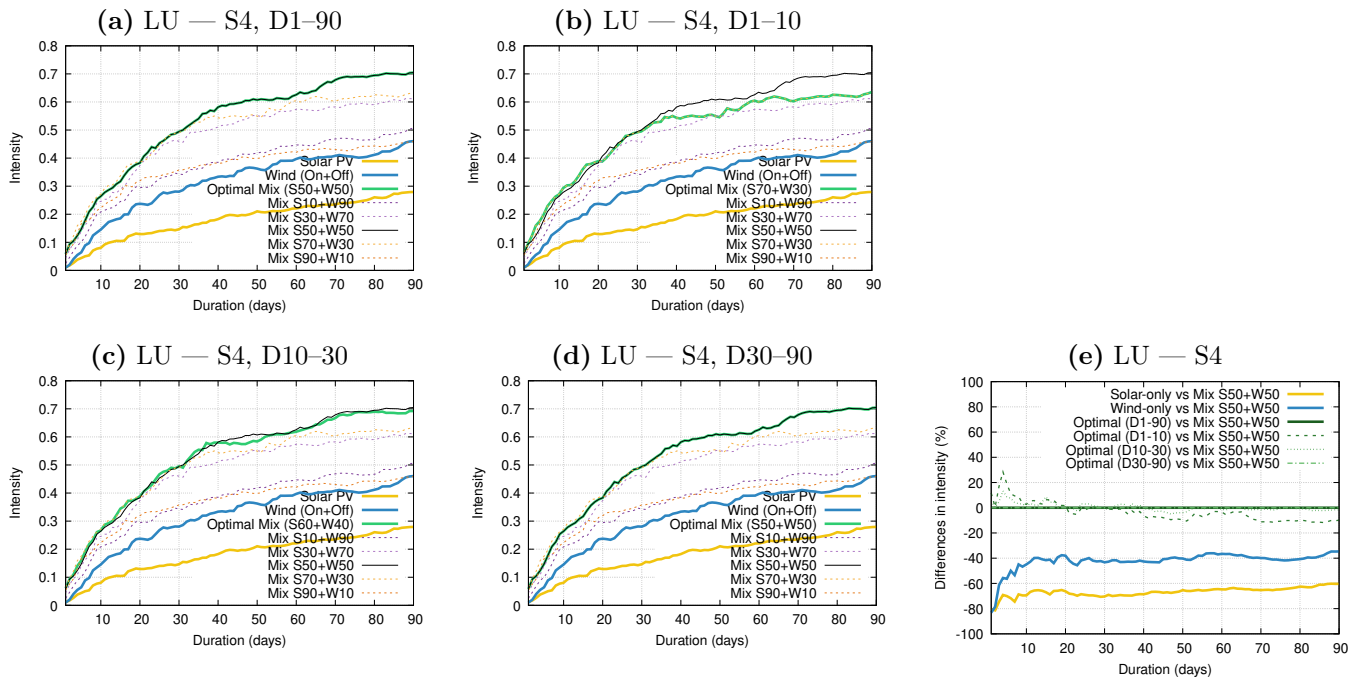 (a) LU — S4, D1–90
0.8
0.7
0.6
0.5
0.4
0.3
0.2
0.1
0
Intensity
10 20 30 40 50 60 70 80 90
Duration (days)
Solar PV
Wind (On+Off)
Optimal Mix (S50+W50)
Mix S10+W90
Mix S30+W70
Mix S50+W50
Mix S70+W30
Mix S90+W10
(b) LU — S4, D1–10
0.8
0.7
0.6
0.5
0.4
0.3
0.2
0.1
0
Intensity
10 20 30 40 50 60 70 80 90
Duration (days)
Solar PV
Wind (On+Off)
Optimal Mix (S70+W30)
Mix S10+W90
Mix S30+W70
Mix S50+W50
Mix S70+W30
Mix S90+W10
(c) LU — S4, D10–30
0.8
0.7
0.6
0.5
0.4
0.3
0.2
0.1
0
Intensity
10 20 30 40 50 60 70 80 90
Duration (days)
Solar PV
Wind (On+Off)
Optimal Mix (S60+W40)
Mix S10+W90
Mix S30+W70
Mix S50+W50
Mix S70+W30
Mix S90+W10
(d) LU — S4, D30–90
0.8
0.7
0.6
0.5
0.4
0.3
0.2
0.1
0
Intensity
10 20 30 40 50 60 70 80 90
Duration (days)
Solar PV
Wind (On+Off)
Optimal Mix (S50+W50)
Mix S10+W90
Mix S30+W70
Mix S50+W50
Mix S70+W30
Mix S90+W10
(e) LU — S4
100
80
60
40
20
0
-20
-40
-60
-80
-100
Differences in intensity (%)
10 20 30 40 50 60 70 80 90
Duration (days)
Solar-only vs Mix S50+W50
Wind-only vs Mix S50+W50
Optimal (D1-90) vs Mix S50+W50
Optimal (D1-10) vs Mix S50+W50
Optimal (D10-30) vs Mix S50+W50
Optimal (D30-90) vs Mix S50+W50